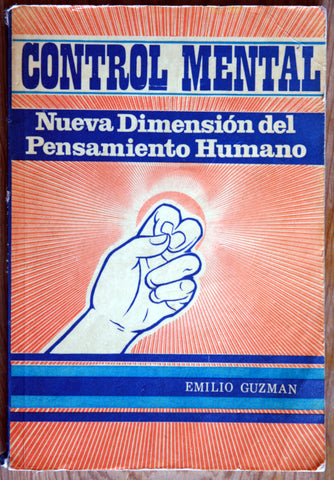 CONTROL MENTAL
Nueva Dimensión del
Pensamiento Humano
EMILIO GUZMAN